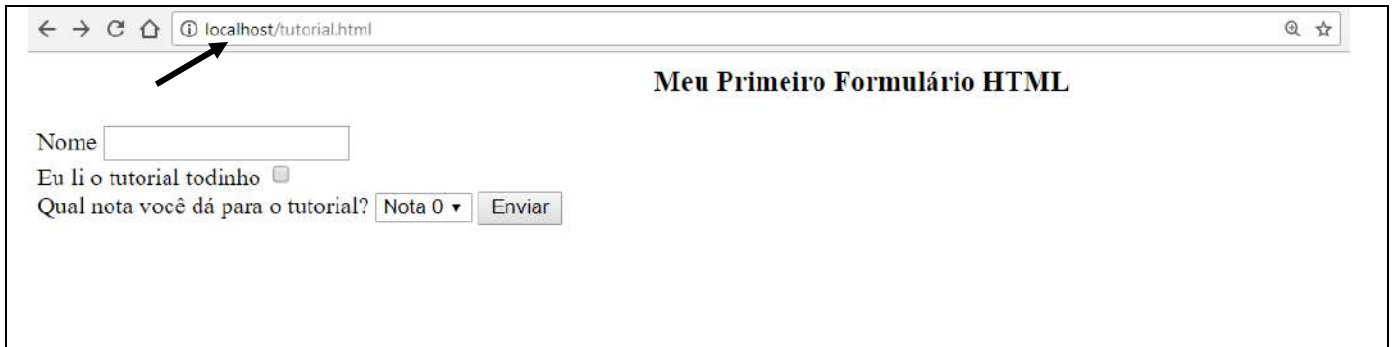 localhost/tutorial.html
Meu Primeiro Formulário HTML
Nome
Eu li o tutorial todinho
Qual nota você dá para o tutorial? Nota 0 Enviar